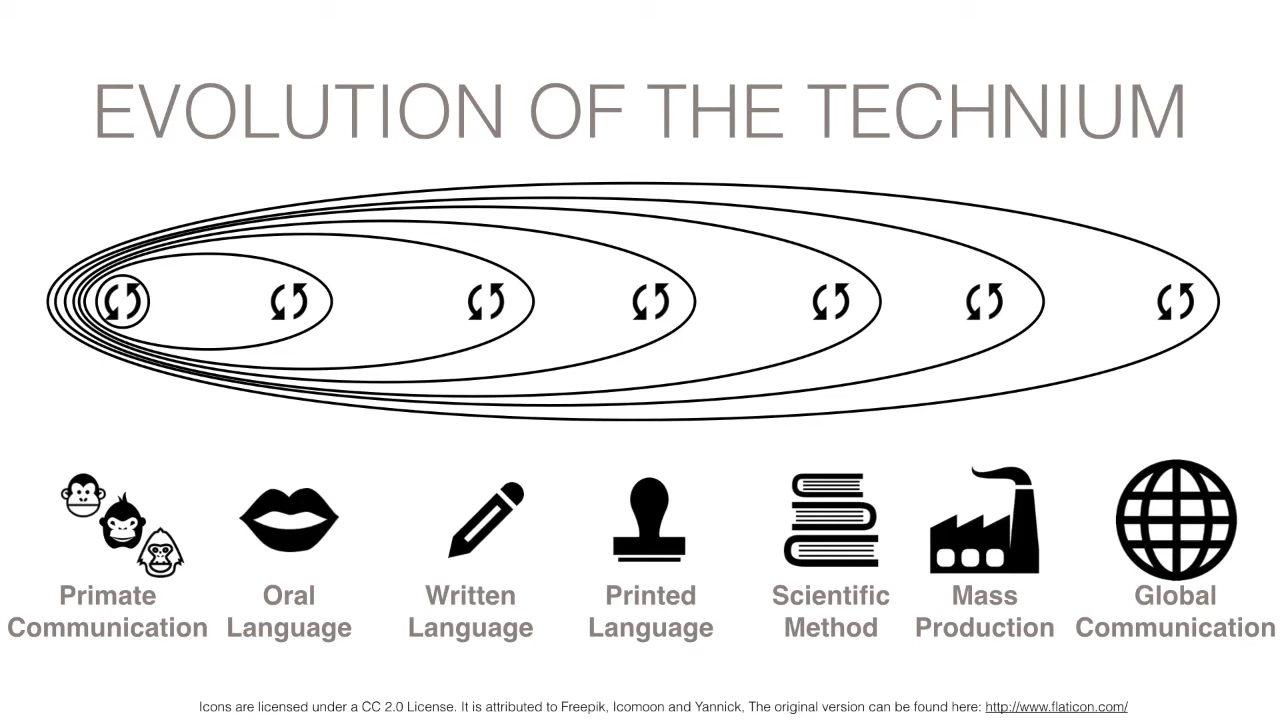 EVOLUTION OF THE TECHNIUM
Primate
Communication
Oral
Language
Written
Language
Printed
Language
Scientific
Method
Mass
Production
Global
Communication
Icons are licensed under a CC 2.0 License. It is attributed to Freepik, Icomoon and Yannick, The original version can be found here: http://www.flaticon.com/